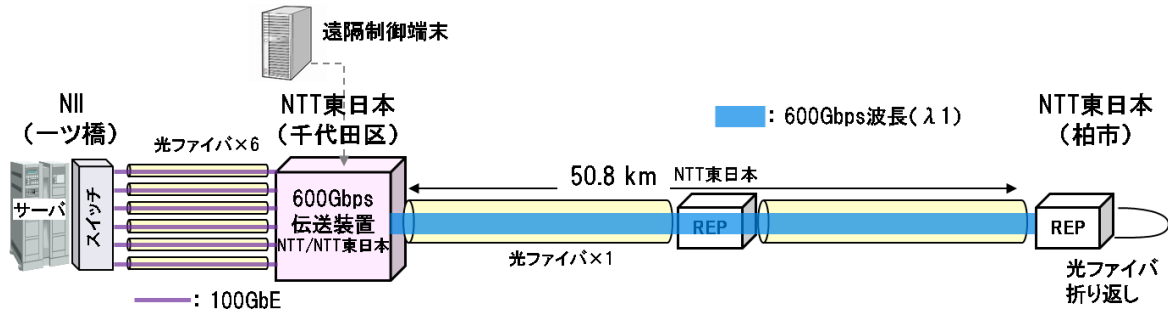 遠隔制御端末
NII
(一ツ橋)
NTT東日本
(千代田区)
:600Gbps波長(λ1)
NTT東日本
(柏市)
光ファイバ×6
50.8 km NTT東日本
サーバ
スイッチ
600Gbps
伝送装置
NTT/NTT東日本
REP
REP
光ファイバ×1
光ファイバ
折り返し
:100GbE